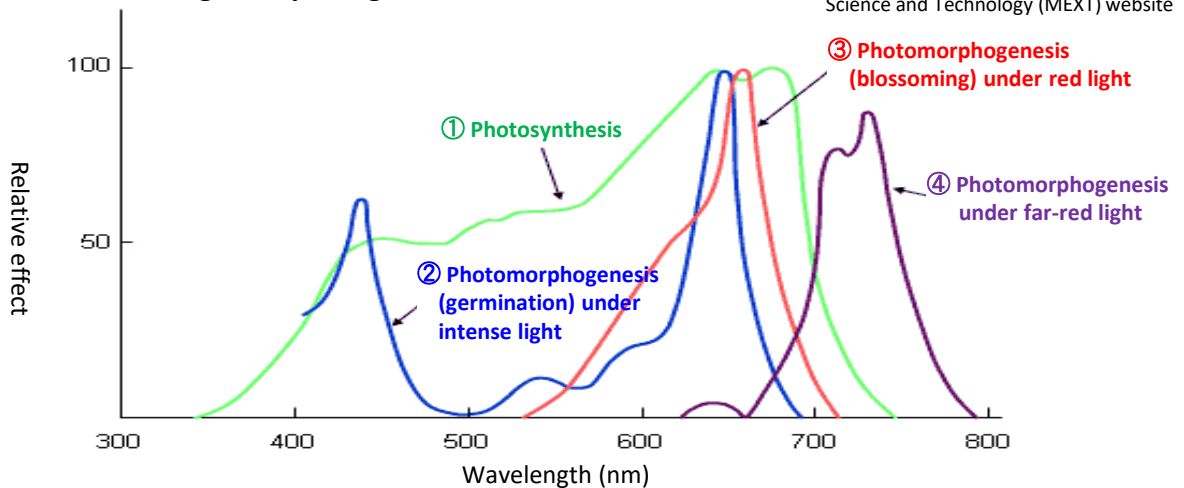 Science and Technology (MEXT) website
③ Photomorphogenesis
(blossoming) under red light
100
① Photosynthesis
④ Photomorphogenesis
under far-red light
Relative effect
50
② Photomorphogenesis
(germination) under
intense light
300 400 500 600 700 800
Wavelength (nm)